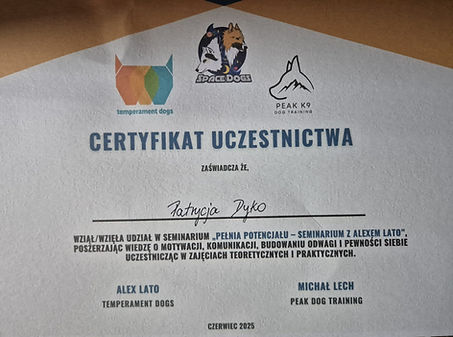 SPACEDOGS
temperament dogs
PEAK K9
DOG TRAINING
CERTYFIKAT UCZESTNICTWA
ZAŚWIADCZA ŻE,
Patrycja Dyko
WZIĄŁ/WZIĘŁA UDZIAŁ W SEMINARIUM „PEŁNIA POTENCJAŁU – SEMINARIUM Z ALEXEM LATO”,
POSZERZAJĄC WIEDZĘ O MOTYWACJI, KOMUNIKACJI, BUDOWANIU ODWAGI I PEWNOŚCI SIEBIE
UCZESTNICZĄC W ZAJĘCIACH TEORETYCZNYCH I PRAKTYCZNYCH.
ALEX LATO
TEMPERAMENT DOGS
MICHAŁ LECH
PEAK DOG TRAINING
CZERWIEC 2025